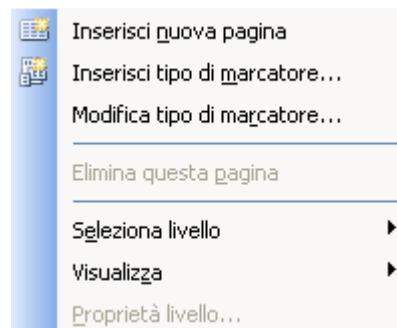 Inserisci nuova pagina
Inserisci tipo di marcatore...
Modifica tipo di marcatore...
Elimina questa pagina
Seleziona livello
Visualizza
Proprietà livello...